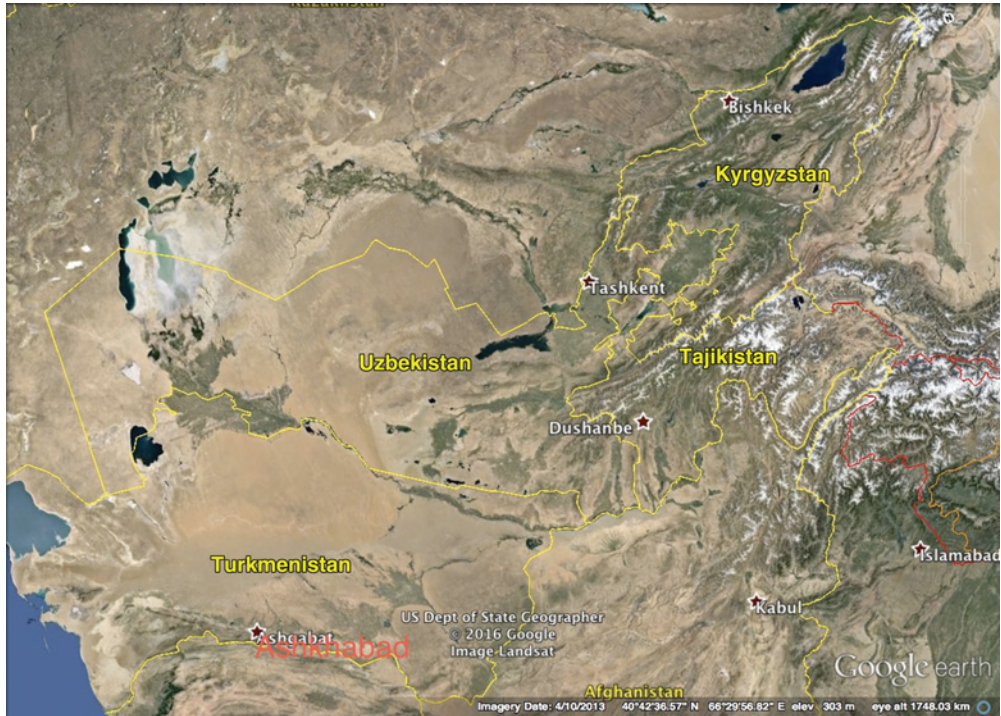 Kazakhstan
Bishkek
Kyrgyzstan
Tashkent
Uzbekistan
Tajikistan
Dushanbe
Islamabad
Turkmenistan
Kabul
US Dept of State Geographer
© 2016 Google
Image Landsat
Ashgabat
Ashkhabad
Google earth
Afghanistan
Imagery Date: 4/10/2013 40°42'36.57" N 66°29'56.82" E elev 303 m eye alt 1748.03 km